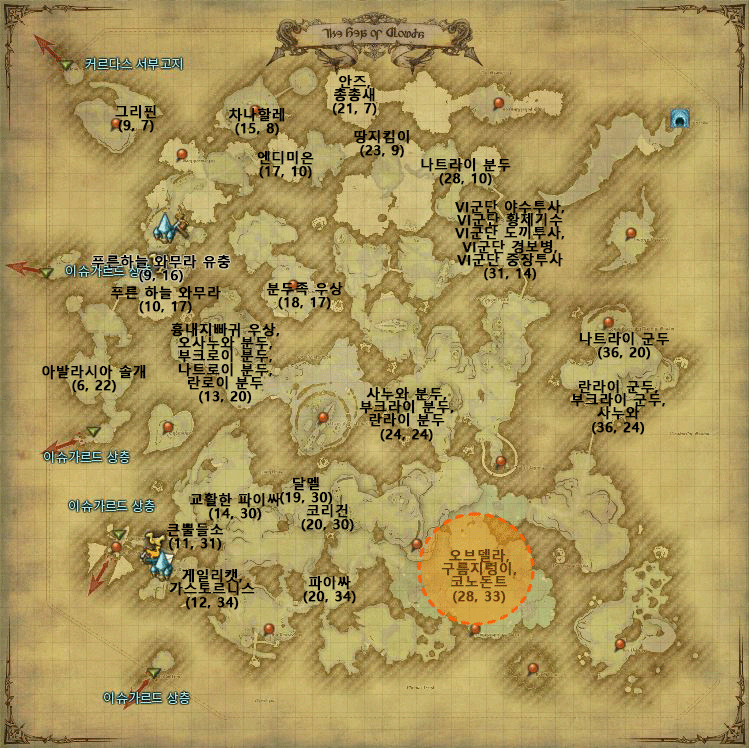 커르다스 서부고지
그리핀
(9, 7)
차나할레
(15, 8)
안즈,
총총새
(21, 7)
땅지킴이
(23, 9)
엔디미온
(17, 10)
나트라이 분두
(28, 10)
VI군단 야수투사,
VI군단 황제기수
VI군단 도끼투사,
VI군단 경보병,
VI군단 중장투사
(31, 14)
푸른하늘 와무라 유충
(9, 16)
이슈가르드 상층
푸른 하늘 와무라
(10, 17)
분두족 우상
(18, 17)
흉내지빠귀 우상,
오사누와 분두,
부크로이 분두,
나트로이 분두,
란로이 분두
(13, 20)
나트라이 군두
(36, 20)
아발라시아 솔개
(6, 22)
사누와 분두,
부크라이 분두,
란라이 분두
(24, 24)
란라이 군두,
부크라이 군두,
사누와
(36, 24)
이슈가르드 상층
달멜
(19, 30)
교활한 파이싸
(14, 30)
코리건
(20, 30)
이슈가르드 상층
큰뿔들소
(11, 31)
게일리캣,
가스토르니스
(12, 34)
파이싸
(20, 34)
오브델라,
구름지렁이,
코노돈트
(28, 33)
이슈가르드 상층